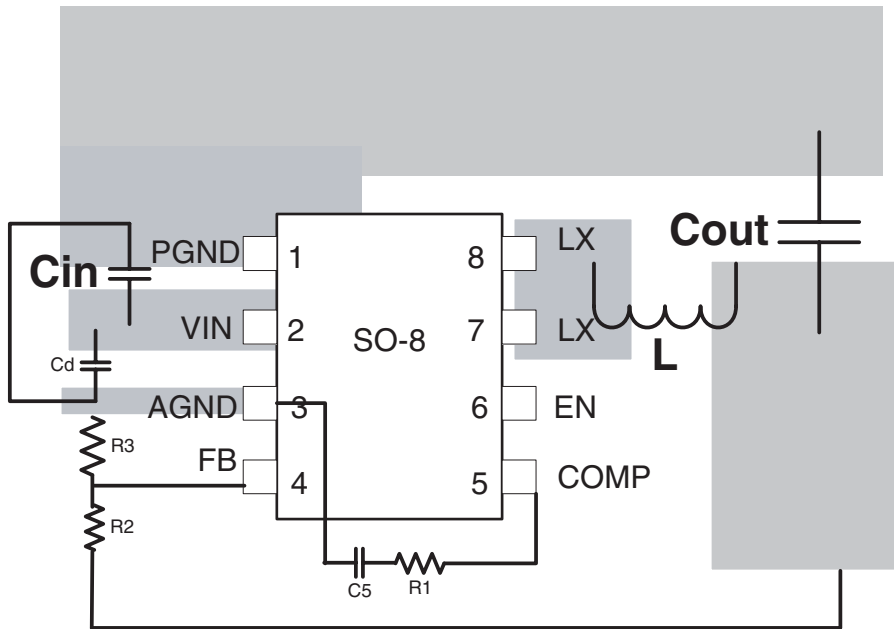 PGND 1 8 LX
Cout
Cin
VIN 2 SO-8 7 LX
L
Cd
AGND 3 6 EN
R3
FB 4 5 COMP
R2
C5 R1